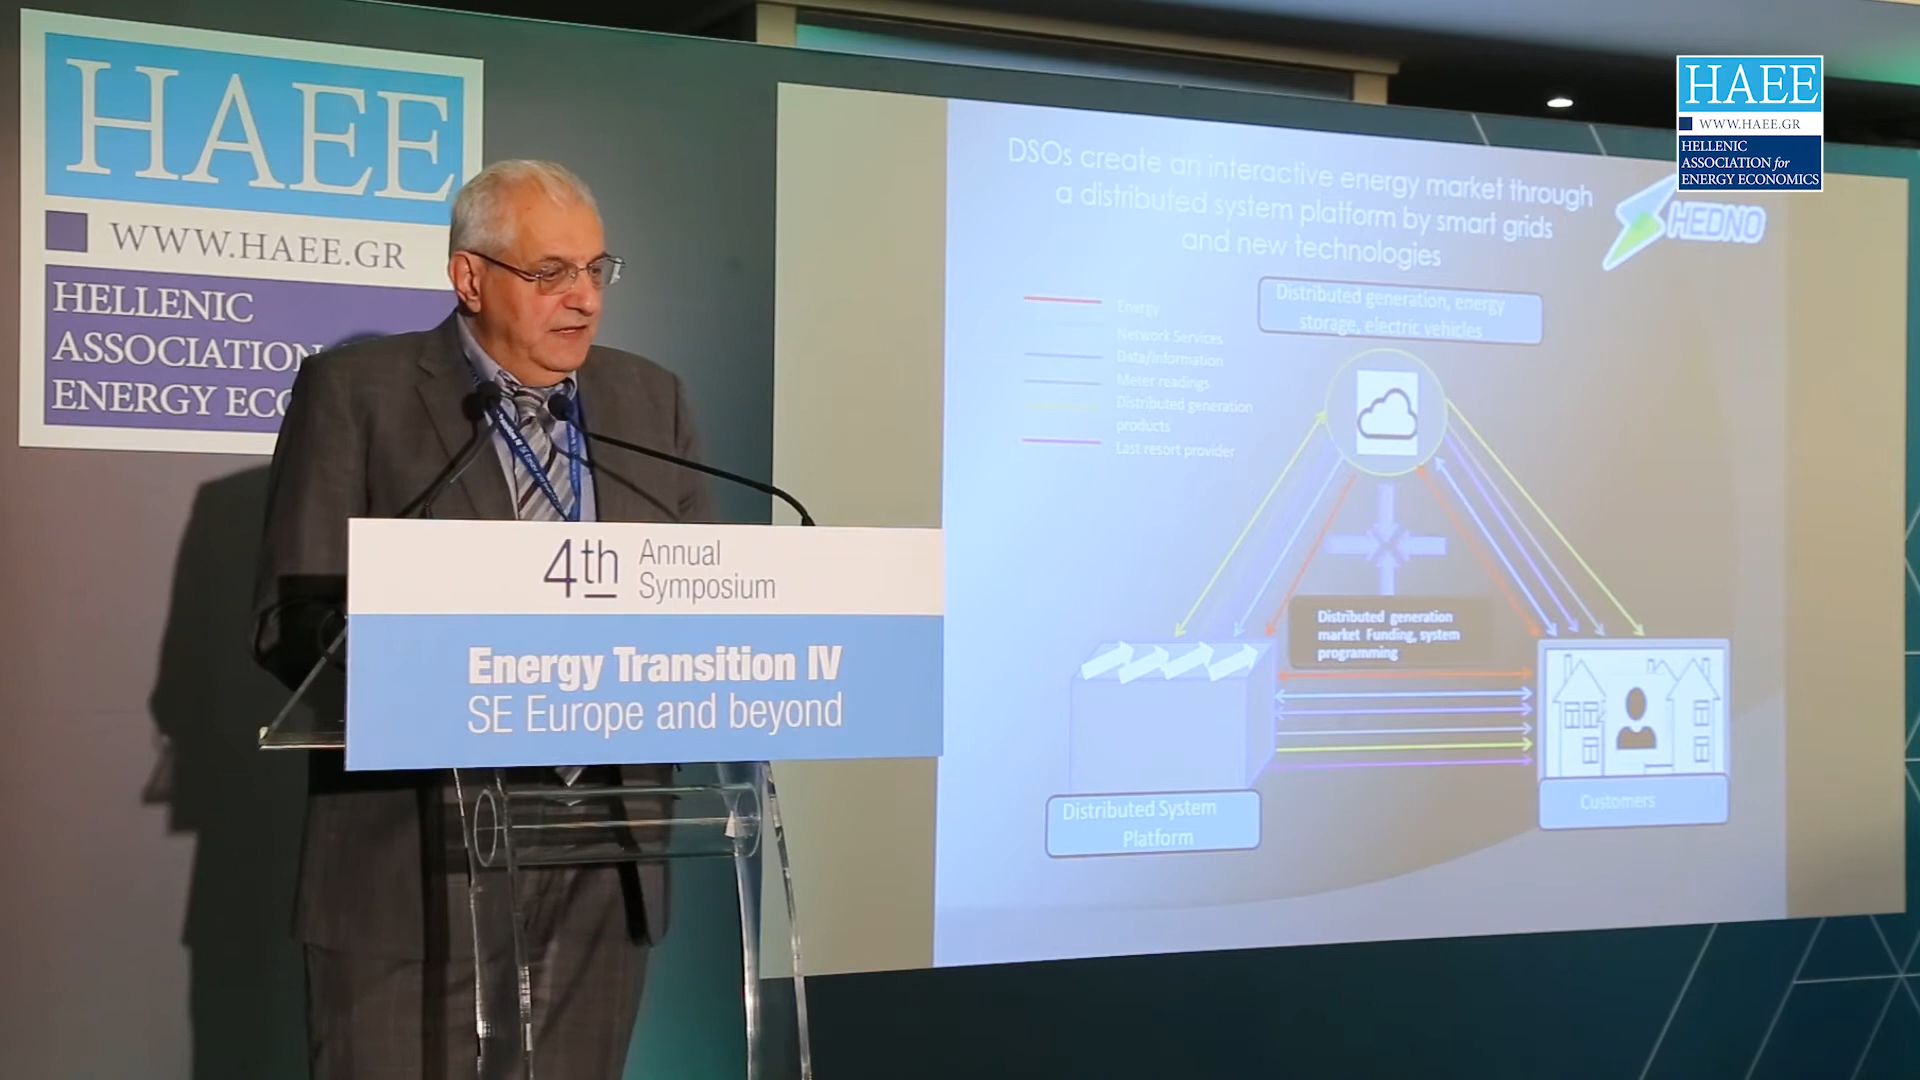 HAEE
WWW.HAEE.GR
HELLENIC
ASSOCIATION
ENERGY ECO
4th Annual
Symposium
Energy Transition IV
SE Europe and beyond
DSOs create an interactive energy market through
a distributed system platform by smart grids
and new technologies
HEDNO
Energy
Network Services
Data/Information
Meter readings
Distributed generation
products
Last resort provider
Distributed generation, energy
storage, electric vehicles
Distributed generation
market Funding, system
programming
Distributed System
Platform
Customers
HAEE
WWW.HAEE.GR
HELLENIC
ASSOCIATION for
ENERGY ECONOMICS